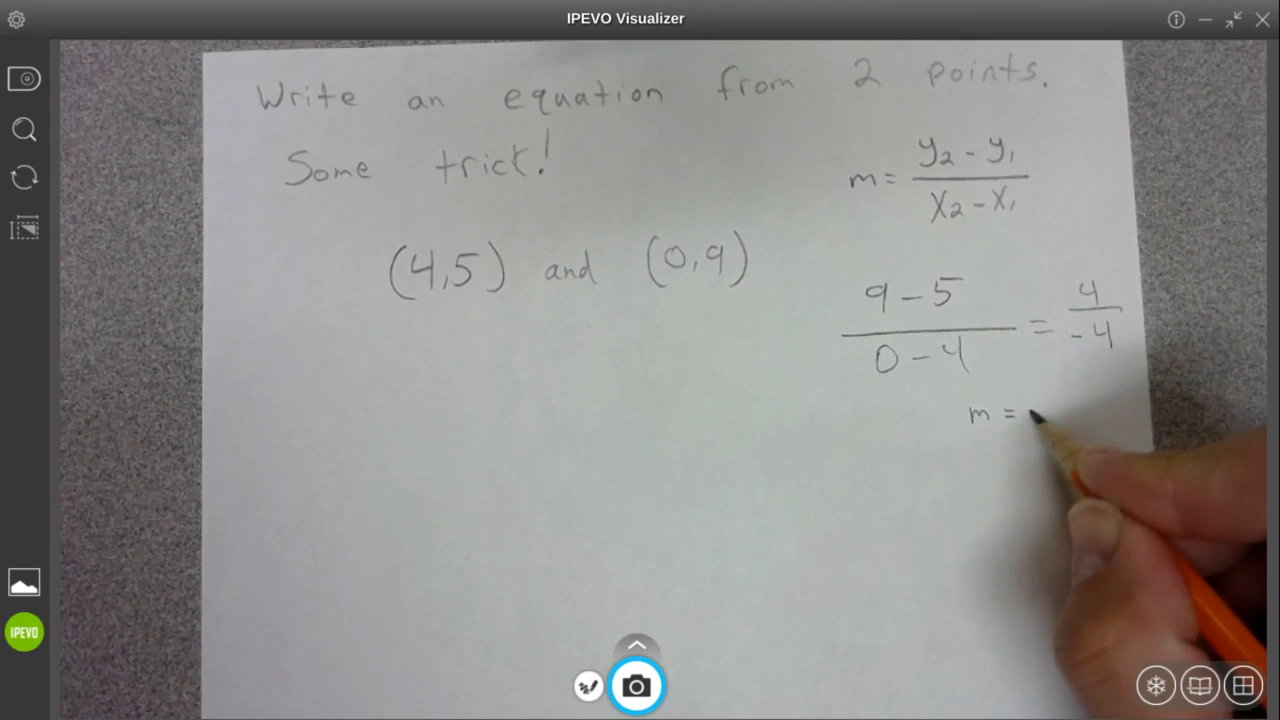 IPEVO Visualizer
Write an equation from 2 points.
Some trick!
m = y₂ - y₁ / x₂ - x₁
(4,5) and (0,9)
9 - 5 / 0 - 4 = 4 / -4
m =
IPEVO